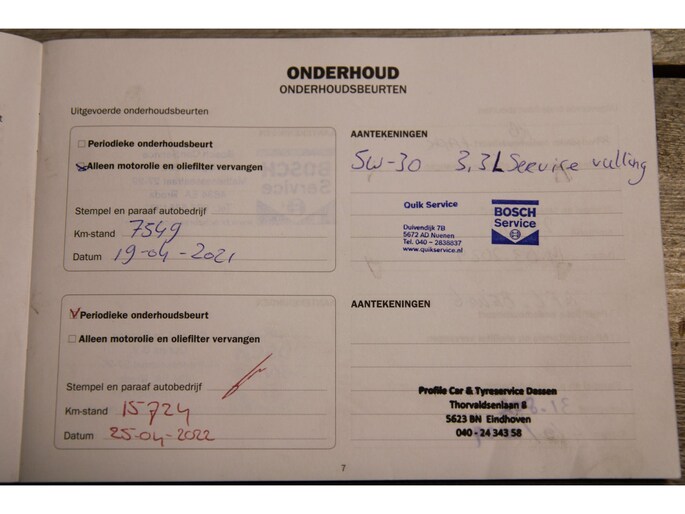 ONDERHOUD
ONDERHOUDSBEURTEN
Uitgevoerde onderhoudsbeurten
Periodieke onderhoudsbeurt
Alleen motorolie en oliefilter vervangen
Stempel en paraaf autobedrijf
Km-stand 7549
Datum 19-04-2021
AANTEKENINGEN
5W-30 3,3L Seevice vulling
Quik Service
Duivendijk 7B
5672 AD Nuenen
Tel. 040 - 2838837
www.quikservice.nl
BOSCH
Service
Periodieke onderhoudsbeurt
Alleen motorolie en oliefilter vervangen
Stempel en paraaf autobedrijf
Km-stand 15724
Datum 25-04-2022
AANTEKENINGEN
Profile Car & Tyreservice Dassen
Thorvaldsenlaan 8
5623 BN Eindhoven
040 - 24 343 58
7